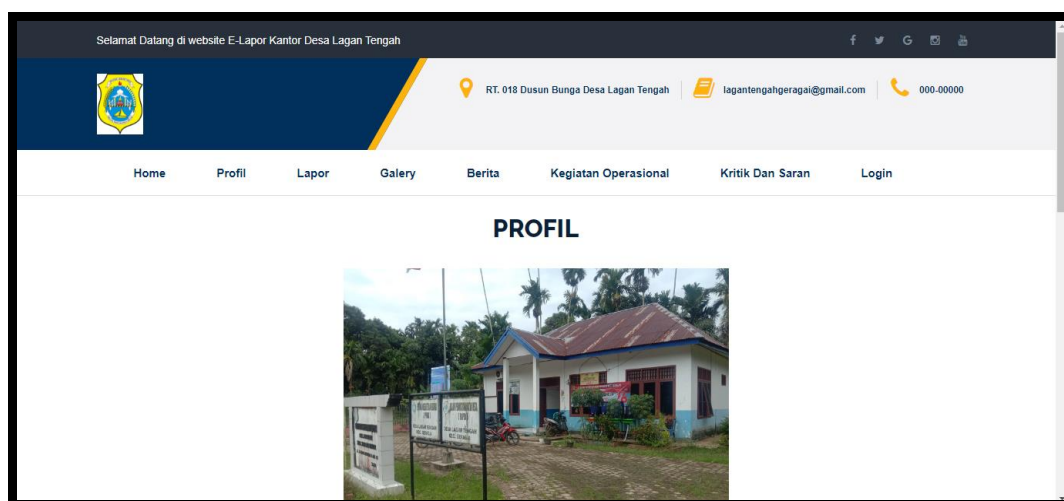 Selamat Datang di website E-Lapor Kantor Desa Lagan Tengah
RT. 018 Dusun Bunga Desa Lagan Tengah
lagantengahgeragai@gmail.com
000-00000
Home Profil Lapor Galery Berita Kegiatan Operasional Kritik Dan Saran Login
PROFIL